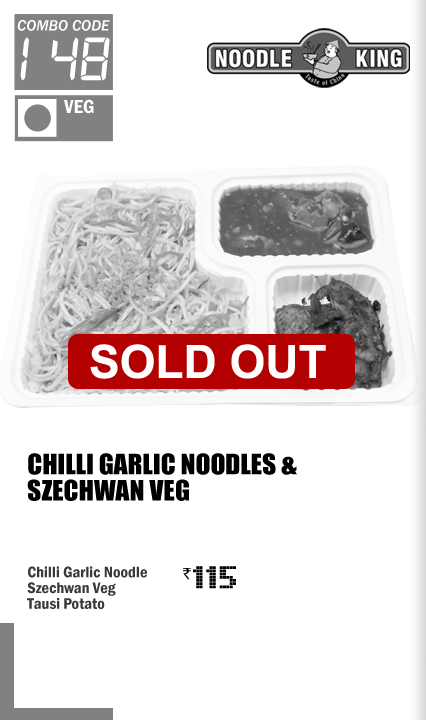 COMBO CODE
148
VEG
NOODLE KING
Taste of China
SOLD OUT
CHILLI GARLIC NOODLES &
SZECHWAN VEG
Chilli Garlic Noodle
Szechwan Veg
Tausi Potato
₹115